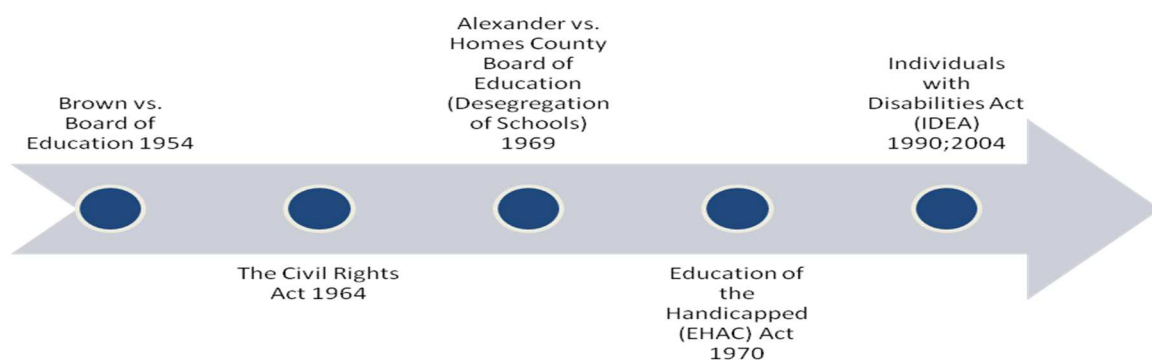 Brown vs.
Board of
Education 1954
The Civil Rights
Act 1964
Alexander vs.
Homes County
Board of
Education
(Desegregation
of Schools)
1969
Education of
the
Handicapped
(EHAC) Act
1970
Individuals
with
Disabilities Act
(IDEA)
1990;2004